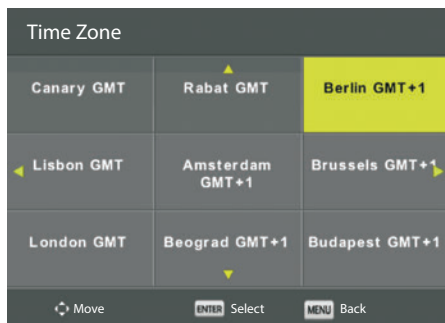 Time Zone
Canary GMT
Rabat GMT
Berlin GMT+1
Lisbon GMT
Amsterdam
GMT+1
Brussels GMT+1
London GMT
Beograd GMT+1
Budapest GMT+1
Move
ENTER Select
MENU Back